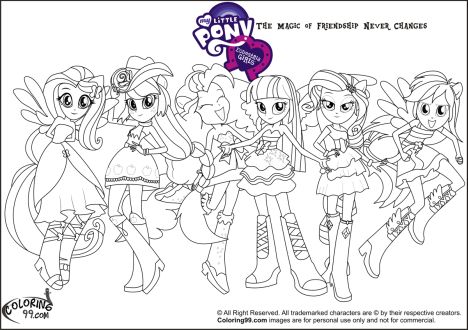 my LITTLE
PONY
EQUESTRIA
GIRLS
THE MAGIC OF FRIENDSHIP NEVER CHANGES
COLORING
99.COM
© All Right Reserved. All trademarked characters are © by their respective creators.
Coloring99.com images are for personal use only and not for commercial.